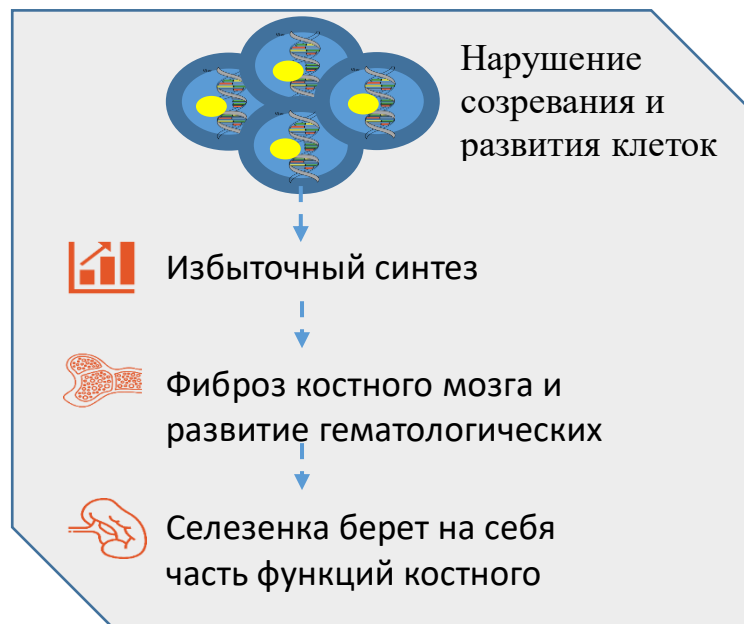 Нарушение
созревания и
развития клеток
Избыточный синтез
Фиброз костного мозга и
развитие гематологических
Селезенка берет на себя
часть функций костного